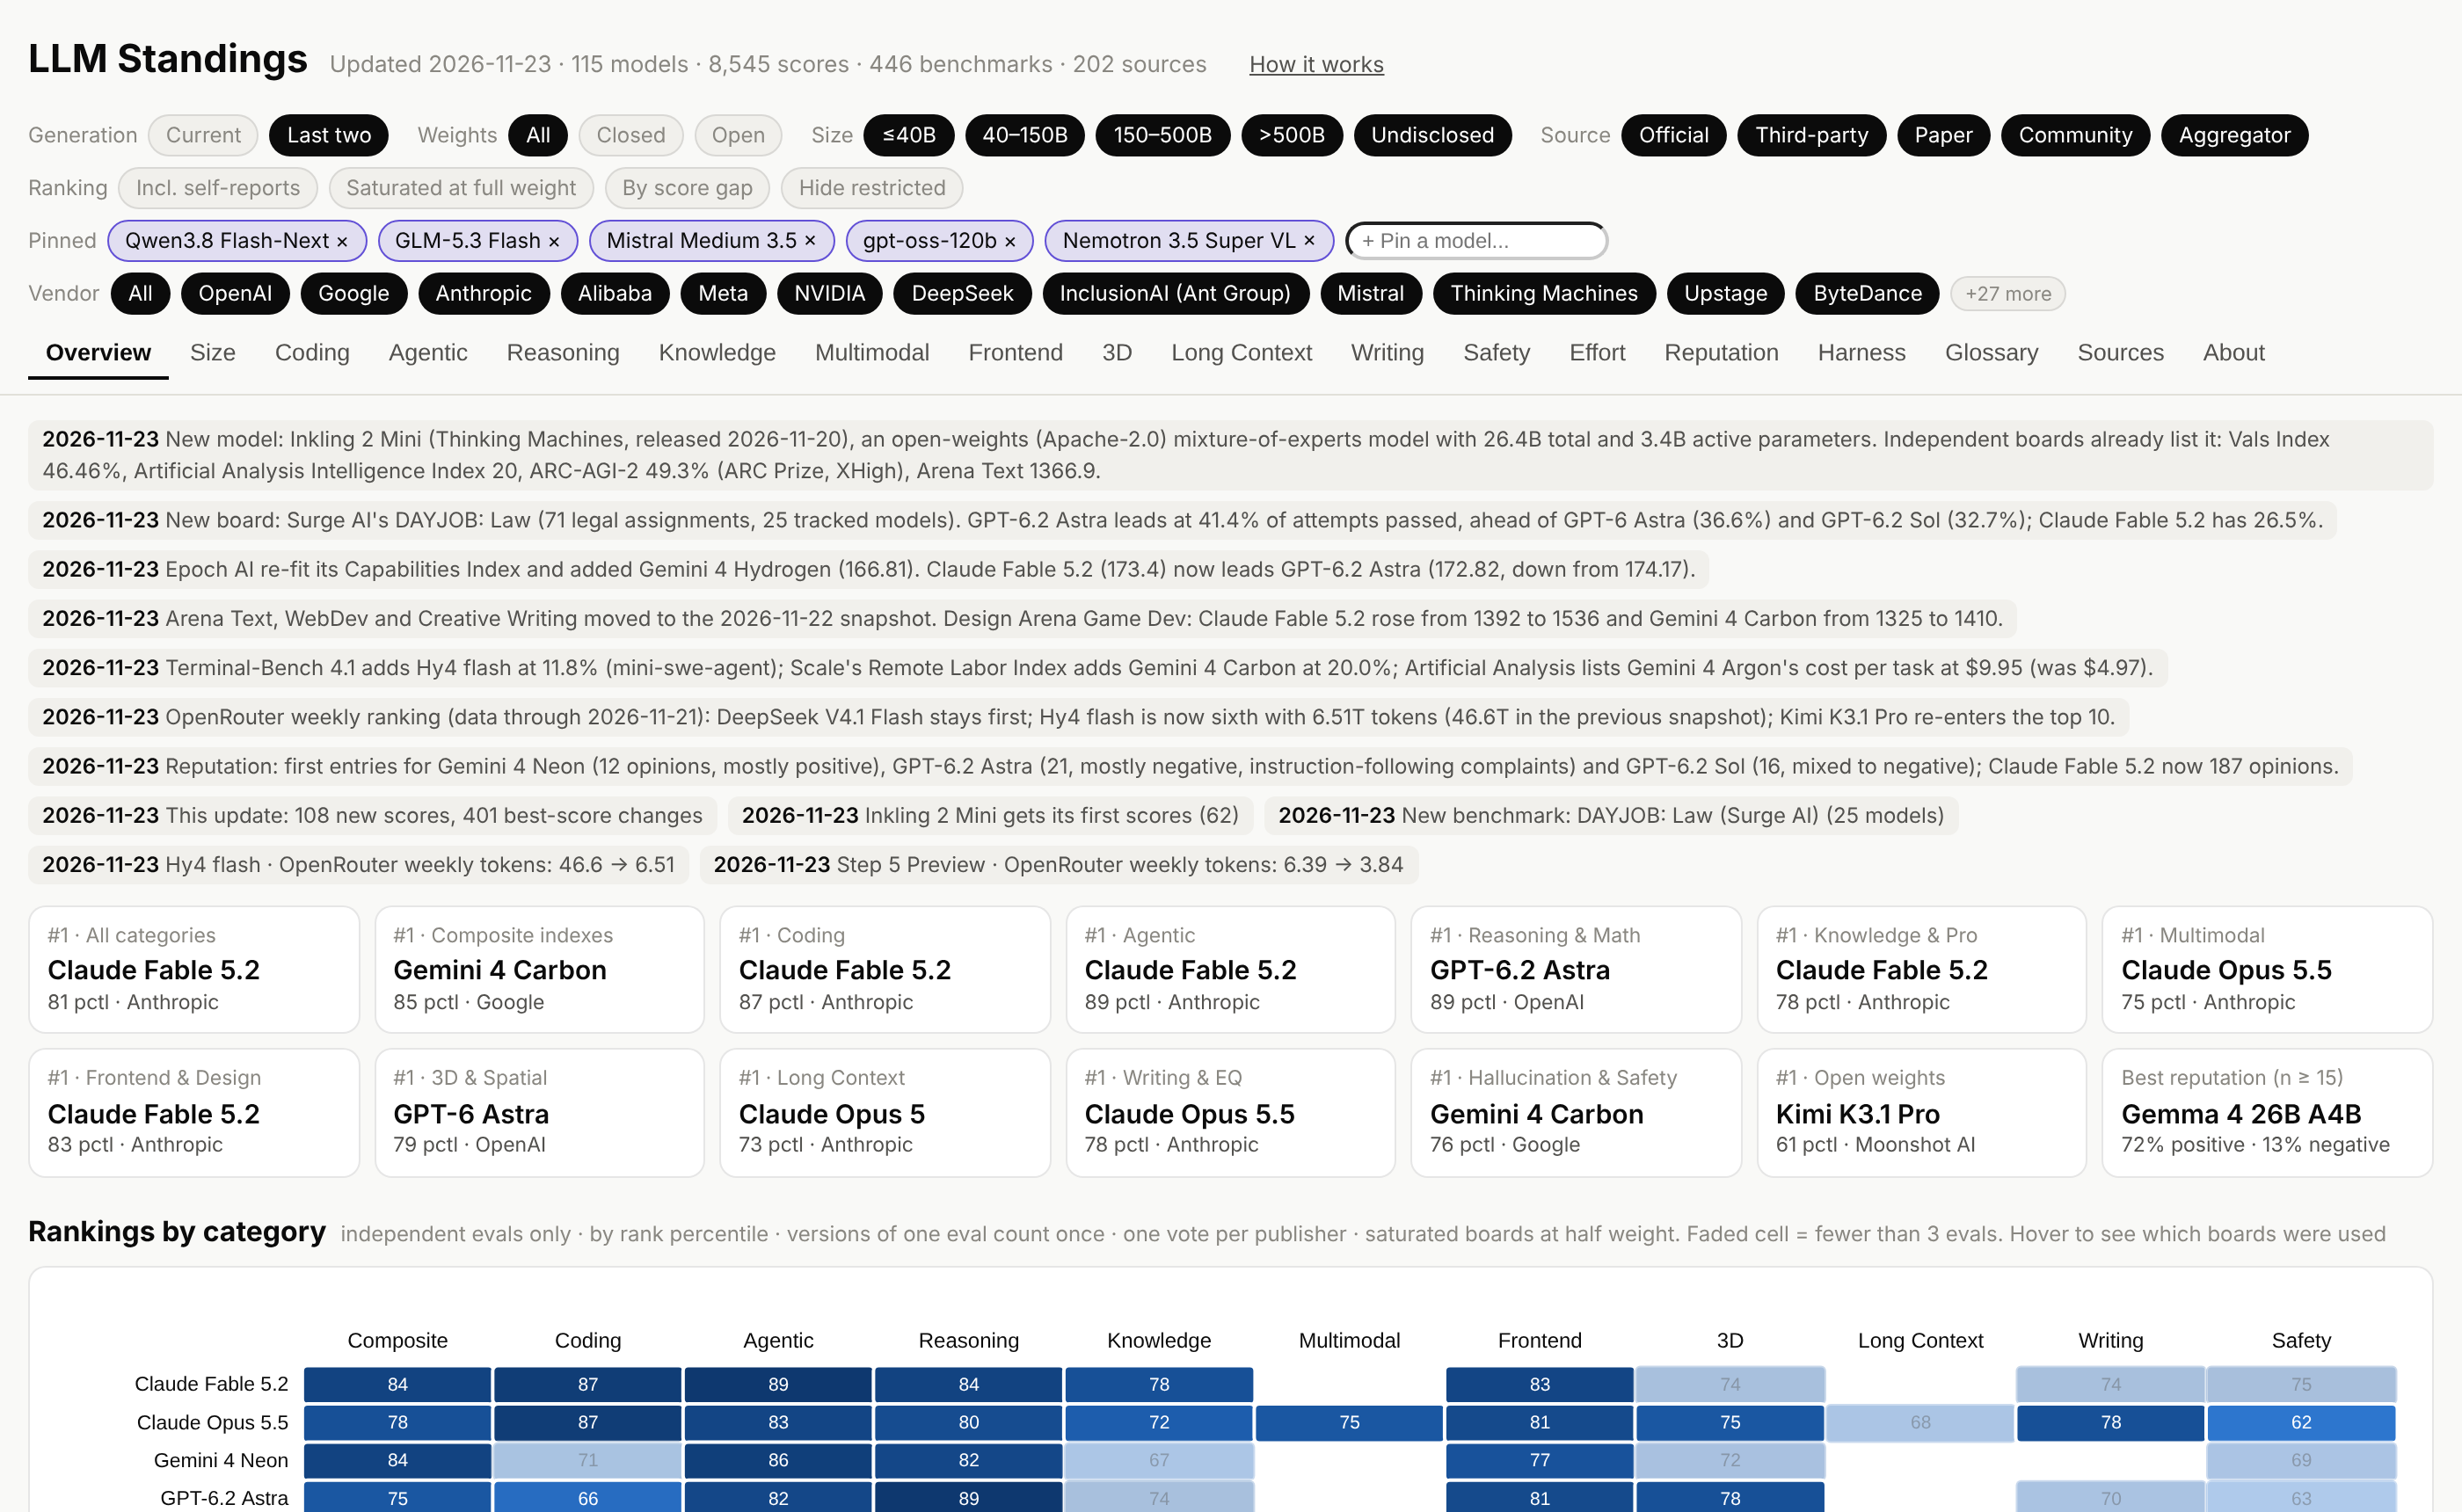 LLM Standings Updated 2026-11-23 · 115 models · 8,545 scores · 446 benchmarks · 202 sources How it works
Generation Current Last two Weights All Closed Open Size ≤40B 40–150B 150–500B >500B Undisclosed Source Official Third-party Paper Community Aggregator
Ranking Incl. self-reports Saturated at full weight By score gap Hide restricted
Pinned Qwen3.8 Flash-Next × GLM-5.3 Flash × Mistral Medium 3.5 × gpt-oss-120b × Nemotron 3.5 Super VL × + Pin a model...
Vendor All OpenAI Google Anthropic Alibaba Meta NVIDIA DeepSeek InclusionAI (Ant Group) Mistral Thinking Machines Upstage ByteDance +27 more
Overview Size Coding Agentic Reasoning Knowledge Multimodal Frontend 3D Long Context Writing Safety Effort Reputation Harness Glossary Sources About
2026-11-23 New model: Inkling 2 Mini (Thinking Machines, released 2026-11-20), an open-weights (Apache-2.0) mixture-of-experts model with 26.4B total and 3.4B active parameters. Independent boards already list it: Vals Index
46.46%, Artificial Analysis Intelligence Index 20, ARC-AGI-2 49.3% (ARC Prize, XHigh), Arena Text 1366.9.
2026-11-23 New board: Surge AI's DAYJOB: Law (71 legal assignments, 25 tracked models). GPT-6.2 Astra leads at 41.4% of attempts passed, ahead of GPT-6 Astra (36.6%) and GPT-6.2 Sol (32.7%); Claude Fable 5.2 has 26.5%.
2026-11-23 Epoch AI re-fit its Capabilities Index and added Gemini 4 Hydrogen (166.81). Claude Fable 5.2 (173.4) now leads GPT-6.2 Astra (172.82, down from 174.17).
2026-11-23 Arena Text, WebDev and Creative Writing moved to the 2026-11-22 snapshot. Design Arena Game Dev: Claude Fable 5.2 rose from 1392 to 1536 and Gemini 4 Carbon from 1325 to 1410.
2026-11-23 Terminal-Bench 4.1 adds Hy4 flash at 11.8% (mini-swe-agent); Scale's Remote Labor Index adds Gemini 4 Carbon at 20.0%; Artificial Analysis lists Gemini 4 Argon's cost per task at $9.95 (was $4.97).
2026-11-23 OpenRouter weekly ranking (data through 2026-11-21): DeepSeek V4.1 Flash stays first; Hy4 flash is now sixth with 6.51T tokens (46.6T in the previous snapshot); Kimi K3.1 Pro re-enters the top 10.
2026-11-23 Reputation: first entries for Gemini 4 Neon (12 opinions, mostly positive), GPT-6.2 Astra (21, mostly negative, instruction-following complaints) and GPT-6.2 Sol (16, mixed to negative); Claude Fable 5.2 now 187 opinions.
2026-11-23 This update: 108 new scores, 401 best-score changes 2026-11-23 Inkling 2 Mini gets its first scores (62) 2026-11-23 New benchmark: DAYJOB: Law (Surge AI) (25 models)
2026-11-23 Hy4 flash · OpenRouter weekly tokens: 46.6 → 6.51 2026-11-23 Step 5 Preview · OpenRouter weekly tokens: 6.39 → 3.84
#1 · All categories #1 · Composite indexes #1 · Coding #1 · Agentic #1 · Reasoning & Math #1 · Knowledge & Pro #1 · Multimodal
Claude Fable 5.2 Gemini 4 Carbon Claude Fable 5.2 Claude Fable 5.2 GPT-6.2 Astra Claude Fable 5.2 Claude Opus 5.5
81 pctl · Anthropic 85 pctl · Google 87 pctl · Anthropic 89 pctl · Anthropic 89 pctl · OpenAI 78 pctl · Anthropic 75 pctl · Anthropic
#1 · Frontend & Design #1 · 3D & Spatial #1 · Long Context #1 · Writing & EQ #1 · Hallucination & Safety #1 · Open weights Best reputation (n ≥ 15)
Claude Fable 5.2 GPT-6 Astra Claude Opus 5 Claude Opus 5.5 Gemini 4 Carbon Kimi K3.1 Pro Gemma 4 26B A4B
83 pctl · Anthropic 79 pctl · OpenAI 73 pctl · Anthropic 78 pctl · Anthropic 76 pctl · Google 61 pctl · Moonshot AI 72% positive · 13% negative
Rankings by category independent evals only · by rank percentile · versions of one eval count once · one vote per publisher · saturated boards at half weight. Faded cell = fewer than 3 evals. Hover to see which boards were used
Composite Coding Agentic Reasoning Knowledge Multimodal Frontend 3D Long Context Writing Safety
Claude Fable 5.2 84 87 89 84 78 83 74 74 75
Claude Opus 5.5 78 87 83 80 72 75 81 75 68 78 62
Gemini 4 Neon 84 71 86 82 67 77 72 69
GPT-6.2 Astra 75 66 82 89 74 81 78 70 63